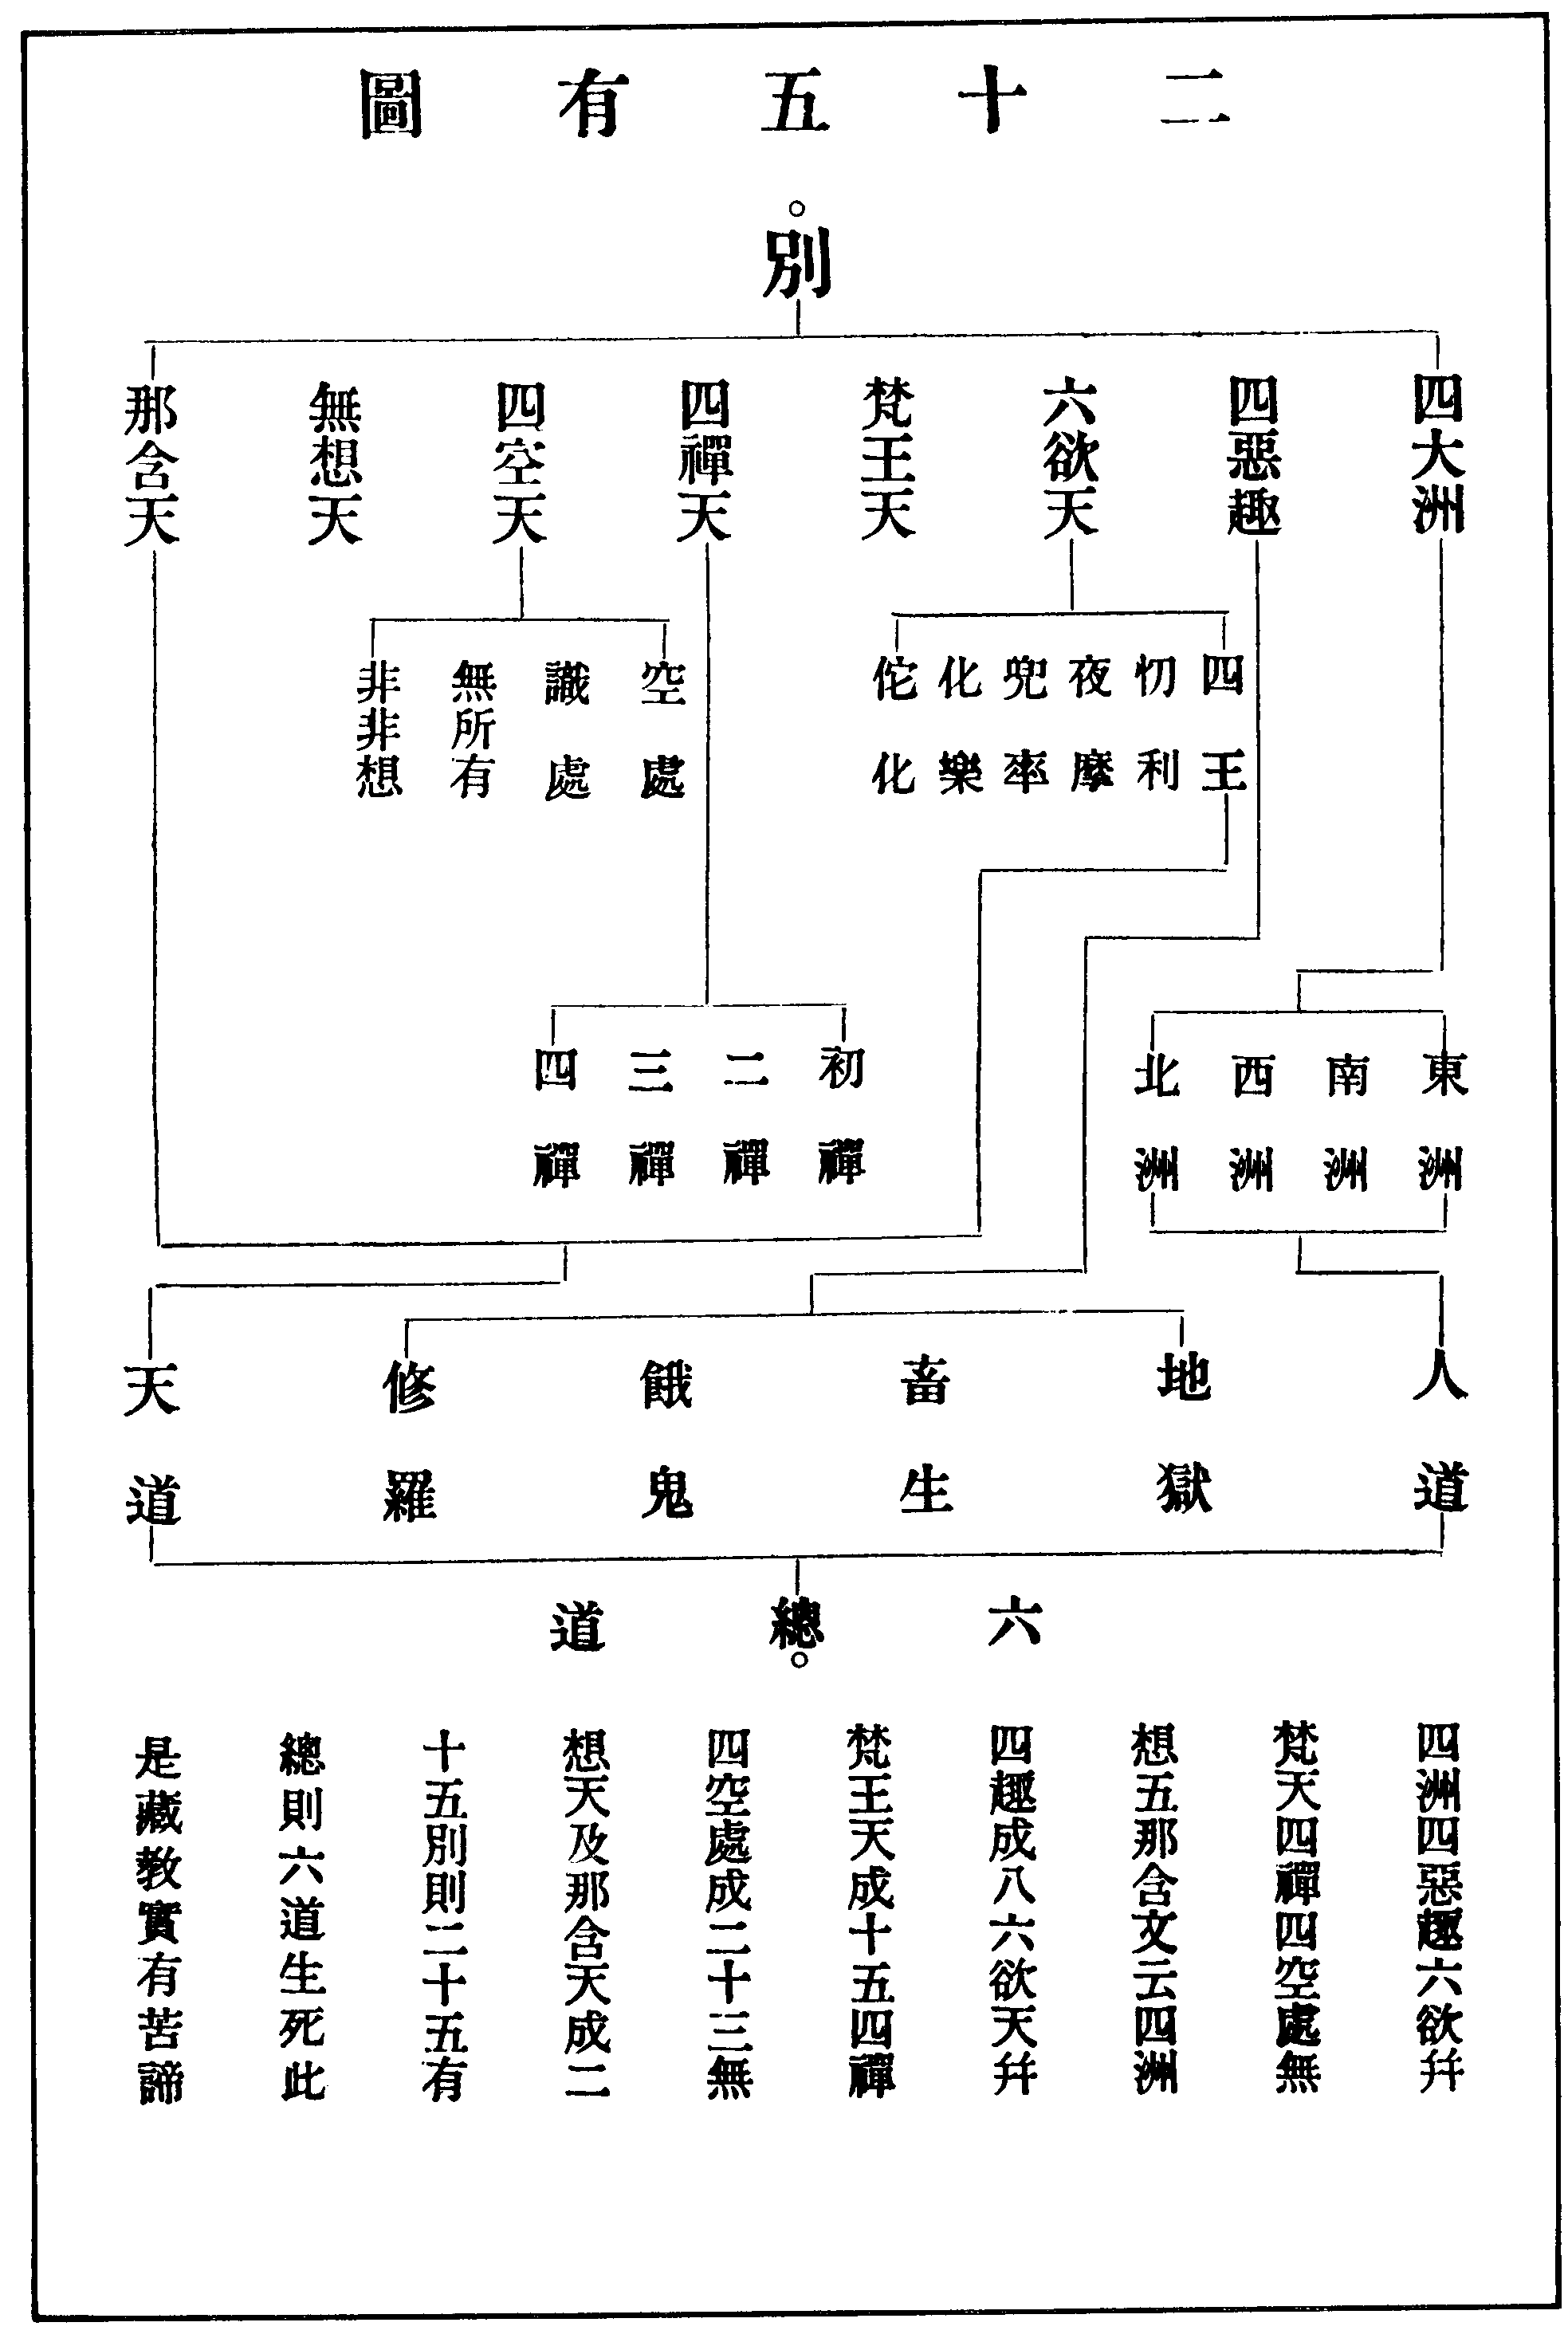 二十五有圖
別
四大洲
四惡趣
六欲天
梵王天
四禪天
四空天
無想天
那含天
四王
忉利
夜摩
兜率
化樂
佗化
空處
識處
無所有
非非想
東洲
南洲
西洲
北洲
初禪
二禪
三禪
四禪
人道
地獄
畜生
餓鬼
修羅
天道
六總道
四洲四惡趣六欲幷
梵天四禪四空處無
想五那含文云四洲
四趣成八六欲天幷
梵王天成十五四禪
四空處成二十三無
想天及那含天成二
十五別則二十五有
總則六道生死此
是藏教實有苦諦